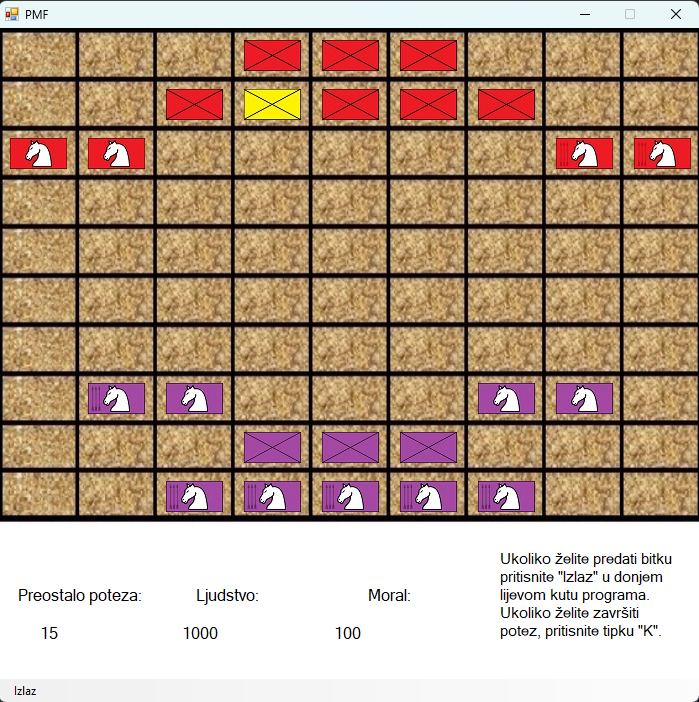 PMF
Preostalo poteza:
Ljudstvo:
Moral:
15
1000
100
Ukoliko želite predati bitku
pritisnite "Izlaz" u donjem
lijevom kutu programa.
Ukoliko želite završiti
potez, pritisnite tipku "K".
Izlaz